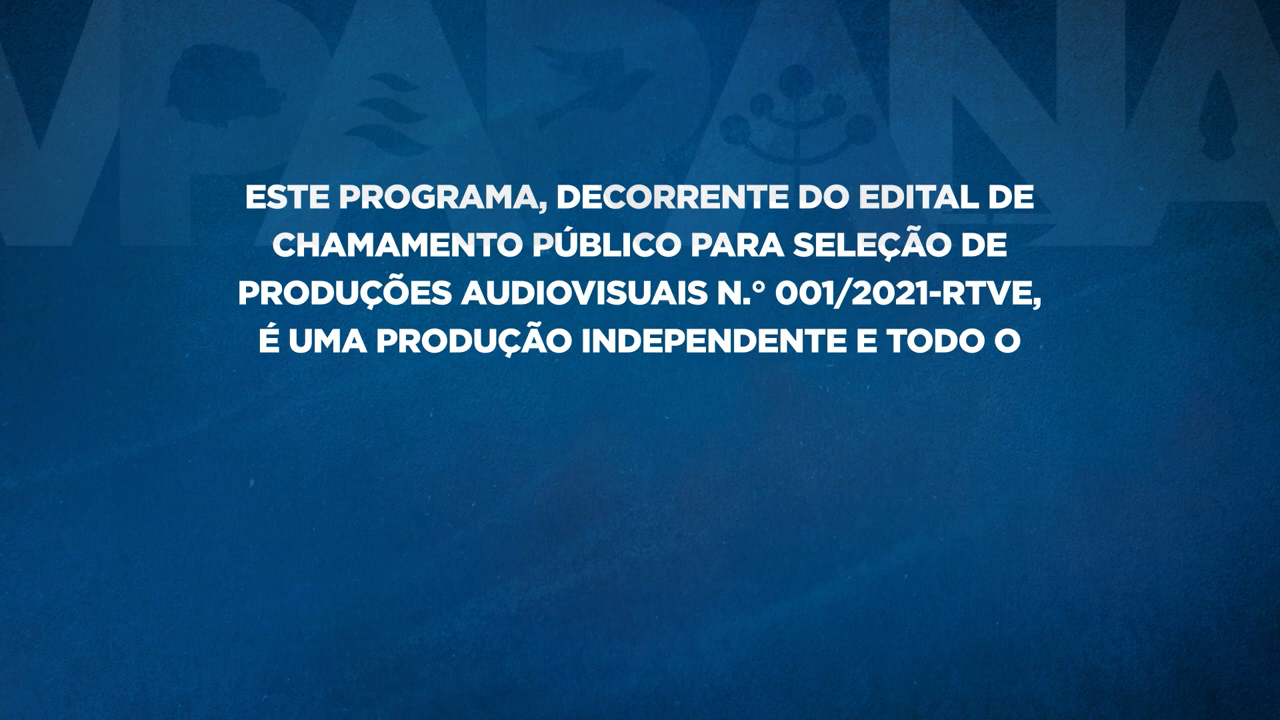 PARANÁ
ESTE PROGRAMA, DECORRENTE DO EDITAL DE
CHAMAMENTO PÚBLICO PARA SELEÇÃO DE
PRODUÇÕES AUDIOVISUAIS N.° 001/2021-RTVE,
É UMA PRODUÇÃO INDEPENDENTE E TODO O